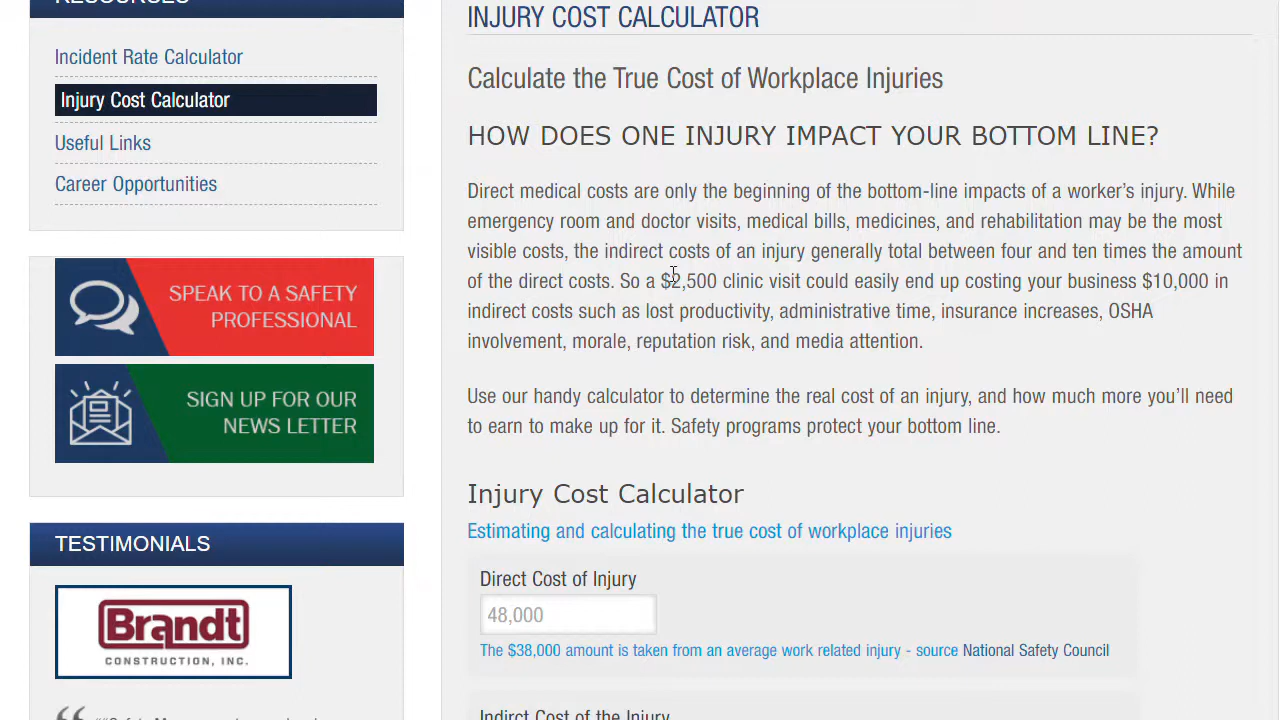 RESOURCES
Incident Rate Calculator
Injury Cost Calculator
Useful Links
Career Opportunities
SPEAK TO A SAFETY
PROFESSIONAL
SIGN UP FOR OUR
NEWS LETTER
TESTIMONIALS
Brandt
CONSTRUCTION, INC.
INJURY COST CALCULATOR
Calculate the True Cost of Workplace Injuries
HOW DOES ONE INJURY IMPACT YOUR BOTTOM LINE?
Direct medical costs are only the beginning of the bottom-line impacts of a worker’s injury. While
emergency room and doctor visits, medical bills, medicines, and rehabilitation may be the most
visible costs, the indirect costs of an injury generally total between four and ten times the amount
of the direct costs. So a $2,500 clinic visit could easily end up costing your business $10,000 in
indirect costs such as lost productivity, administrative time, insurance increases, OSHA
involvement, morale, reputation risk, and media attention.
Use our handy calculator to determine the real cost of an injury, and how much more you’ll need
to earn to make up for it. Safety programs protect your bottom line.
Injury Cost Calculator
Estimating and calculating the true cost of workplace injuries
Direct Cost of Injury
48,000
The $38,000 amount is taken from an average work related injury - source National Safety Council
Indirct Cost of the Injury